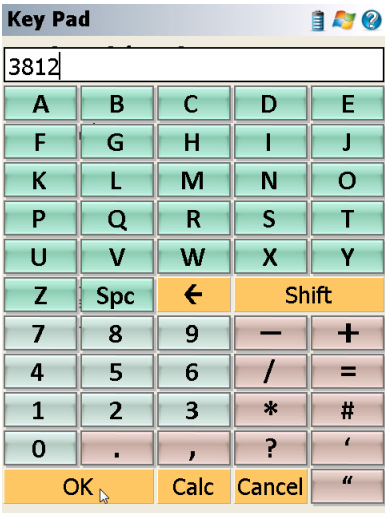 Key Pad
3812
A B C D E
F G H I J
K L M N O
P Q R S T
U V W X Y
Z Spc ← Shift
7 8 9 — +
4 5 6 / =
1 2 3 * #
0 . , ? ‘
OK Calc Cancel “